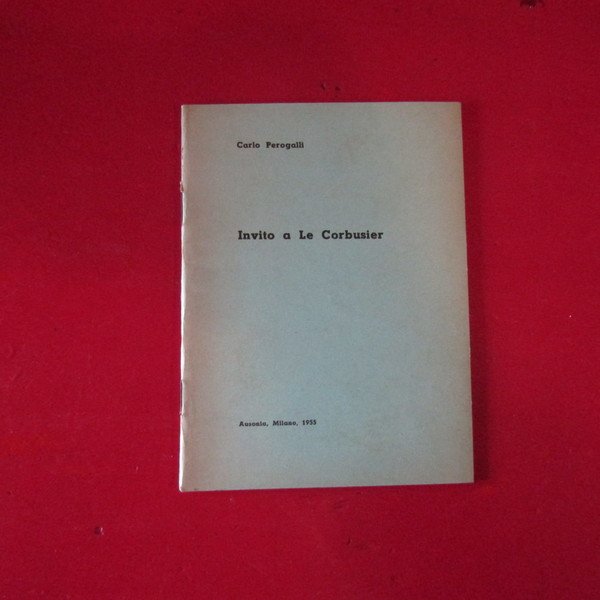 Carlo Perogalli
Invito a Le Corbusier
Ausonia, Milano, 1955